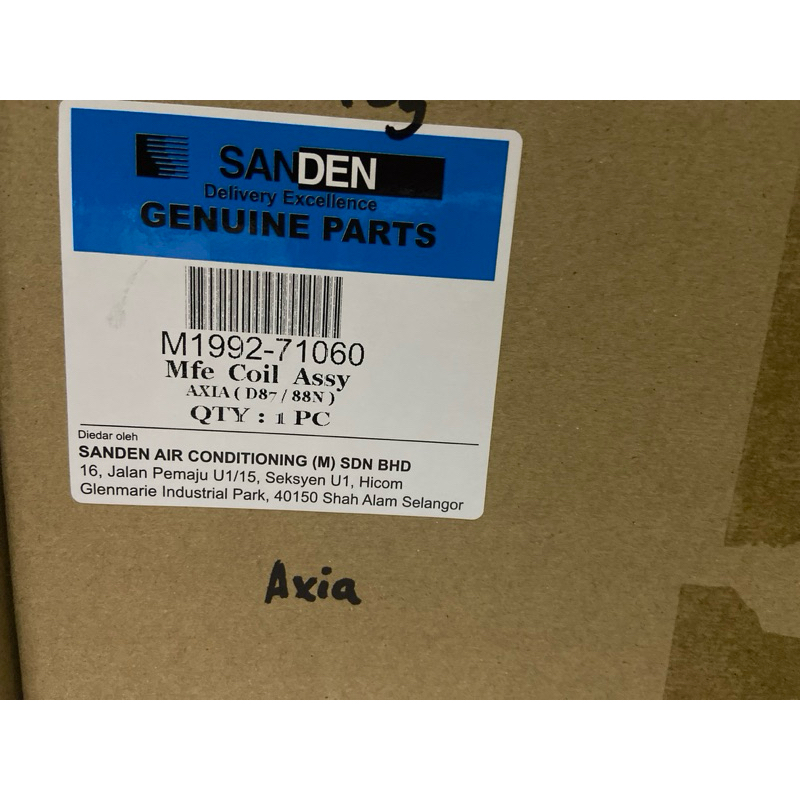 SANDEN
Delivery Excellence
GENUINE PARTS
M1992-71060
Mfe Coil Assy
AXIA ( D87 / 88N )
QTY : 1 PC
Diedar oleh
SANDEN AIR CONDITIONING (M) SDN BHD
16, Jalan Pemaju U1/15, Seksyen U1, Hicom
Glenmarie Industrial Park, 40150 Shah Alam Selangor
Axia